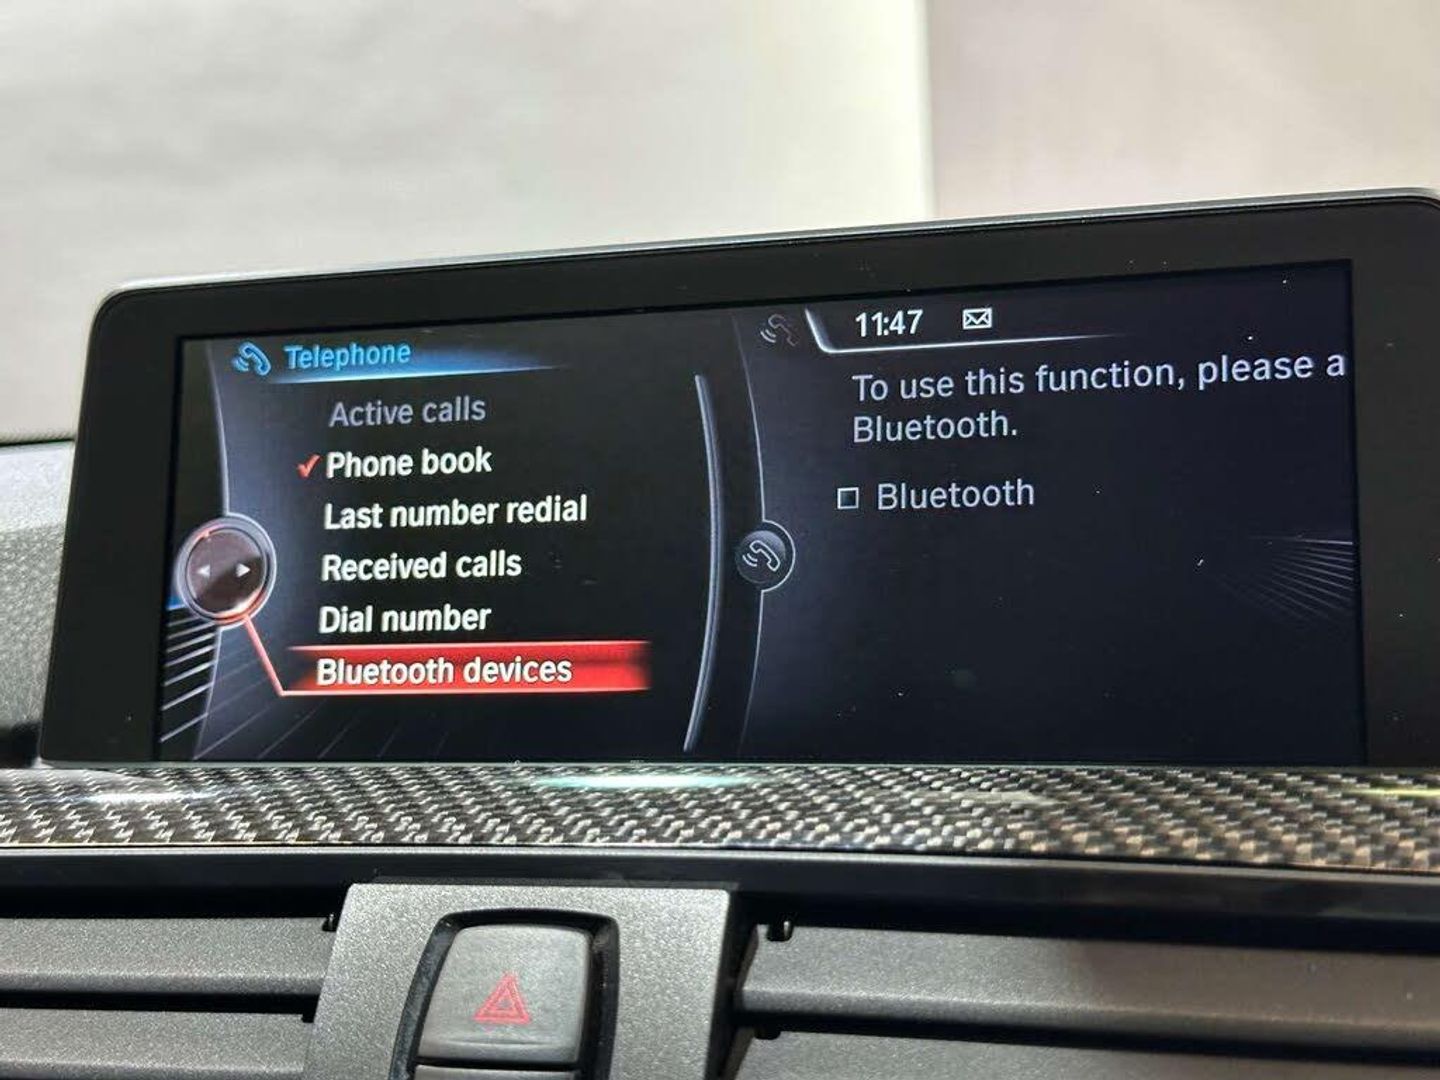 Telephone
Active calls
Phone book
Last number redial
Received calls
Dial number
Bluetooth devices
11:47
To use this function, please a
Bluetooth.
Bluetooth